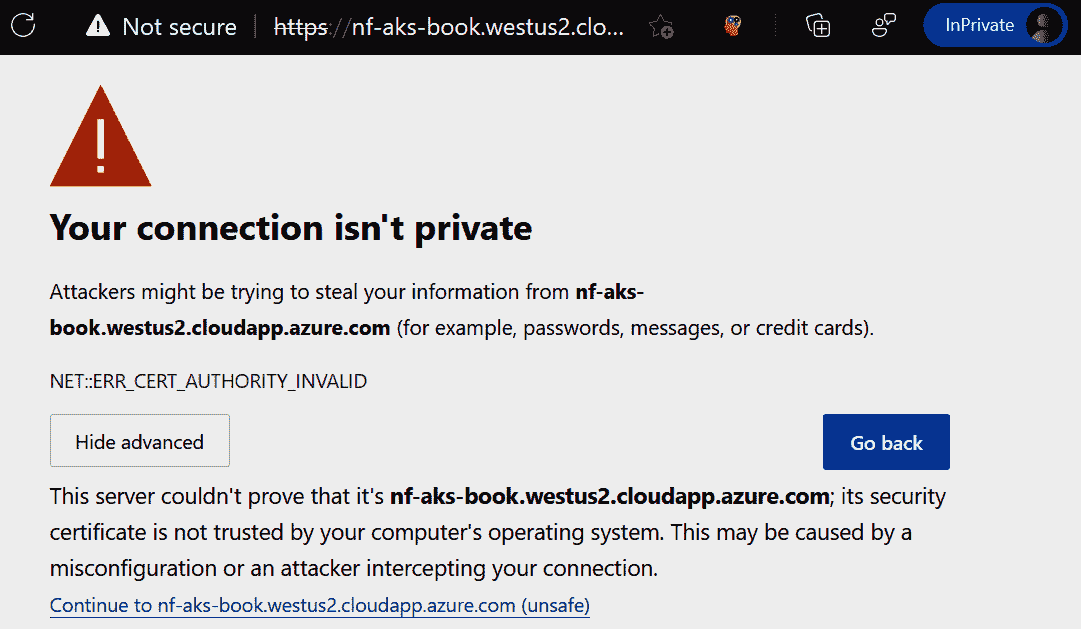 Not secure | https://nf-aks-book.westus2.clo... InPrivate
Your connection isn't private
Attackers might be trying to steal your information from nf-aks-
book.westus2.cloudapp.azure.com (for example, passwords, messages, or credit cards).
NET::ERR_CERT_AUTHORITY_INVALID
Hide advanced Go back
This server couldn't prove that it's nf-aks-book.westus2.cloudapp.azure.com; its security
certificate is not trusted by your computer's operating system. This may be caused by a
misconfiguration or an attacker intercepting your connection.
Continue to nf-aks-book.westus2.cloudapp.azure.com (unsafe)